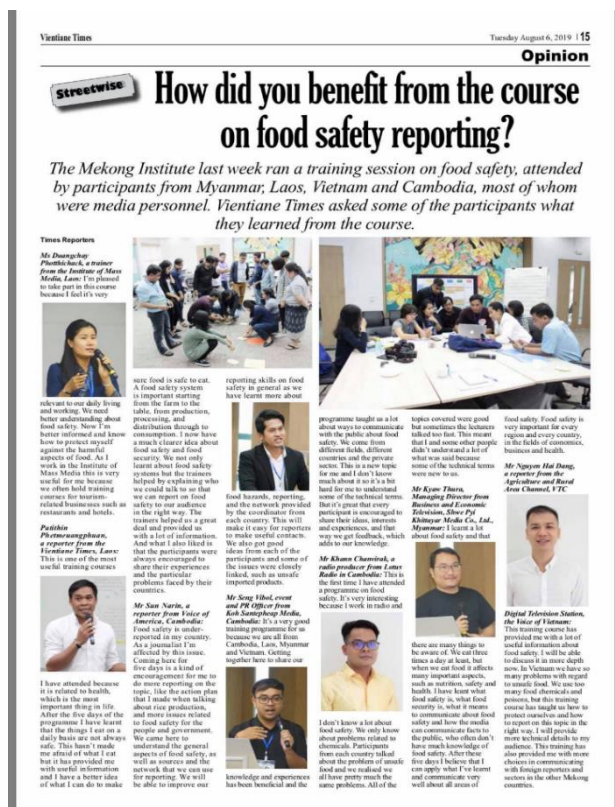 Vientiane Times
Tuesday August 6, 2019 | 15
Opinion
Streetwise
How did you benefit from the course
on food safety reporting?
The Mekong Institute last week ran a training session on food safety, attended
by participants from Myanmar, Laos, Vietnam and Cambodia, most of whom
were media personnel. Vientiane Times asked some of the participants what
they learned from the course.
Times Reporters
Ms Duangchay
Photthichack, a trainer
from the Institute of Mass
Media, Laos: I'm pleased
to take part in this course
because I feel it's very
relevant to our daily living
and working. We need
better understanding about
food safety. Now I'm
better informed and know
how to protect myself
against the harmful
aspects of food. As I
work in the Institute of
Mass Media this is very
useful for me because
we often hold training
courses for tourism-
related businesses such as
restaurants and hotels.
Patithin
Phetmeuangphuan,
a reporter from the
Vientiane Times, Laos:
This is one of the most
useful training courses
I have attended because
it is related to health,
which is the most
important thing in life.
After the five days of the
programme I have learnt
that the things I eat on a
daily basis are not always
safe. This hasn't made
me afraid of what I eat
but it has provided me
with useful information
and I have a better idea
of what I can do to make
sure food is safe to eat.
A food safety system
is important starting
from the farm to the
table, from production,
processing, and
distribution through to
consumption. I now have
a much clearer idea about
food safety and food
security. We not only
learnt about food safety
systems but the trainers
helped by explaining who
we could talk to so that
we can report on food
safety to our audience
in the right way. The
trainers helped us a great
deal and provided us
with a lot of information.
And what I also liked is
that the participants were
always encouraged to
share their experiences
and the particular
problems faced by their
countries.
Mr Sun Narin, a
reporter from Voice of
America, Cambodia:
Food safety is under-
reported in my country.
As a journalist I'm
affected by this issue.
Coming here for
five days is a kind of
encouragement for me to
do more reporting on the
topic, like the action plan
that I made when talking
about rice production,
and more issues related
to food safety for the
people and government.
We came here to
understand the general
aspects of food safety, as
well as sources and the
network that we can use
for reporting. We will
be able to improve our
reporting skills on food
safety in general as we
have learnt more about
food hazards, reporting,
and the network provided
by the coordinator from
each country. This will
make it easy for reporters
to make useful contacts.
We also got good
ideas from each of the
participants and some of
the issues were closely
linked, such as unsafe
imported products.
Mr Seng Vibol, event
and PR Officer from
Koh Santepheap Media,
Cambodia: It's a very good
training programme for us
because we are all from
Cambodia, Laos, Myanmar
and Vietnam. Getting
together here to share our
knowledge and experiences
has been beneficial and the
programme taught us a lot
about ways to communicate
with the public about food
safety. We come from
different fields, different
countries and the private
sector. This is a new topic
for me and I don't know
much about it so it's a bit
hard for me to understand
some of the technical terms.
But it's great that every
participant is encouraged to
share their ideas, interests
and experiences, and that
way we get feedback, which
adds to our knowledge.
Mr Khann Chanvirak, a
radio producer from Lotus
Radio in Cambodia: This is
the first time I have attended
a programme on food
safety. It's very interesting
because I work in radio and
I don't know a lot about
food safety. We only know
about problems related to
chemicals. Participants
from each country talked
about the problem of unsafe
food and we realised we
all have pretty much the
same problems. All of the
topics covered were good
but sometimes the lecturers
talked too fast. This meant
that I and some other people
didn't understand a lot of
what was said because
some of the technical terms
were new to us.
Mr Kyaw Thura,
Managing Director from
Business and Economic
Television, Shwe Pyi
Khittayar Media Co., Ltd.,
Myanmar: I learnt a lot
about food safety and that
there are many things to
be aware of. We eat three
times a day at least, but
when we eat food it affects
many important aspects,
such as nutrition, safety and
health. I have learnt what
food safety is, what food
security is, what it means
to communicate about food
safety and how the media
can communicate facts to
the public, who often don't
have much knowledge of
food safety. After these
five days I believe that I
can apply what I've learnt
and communicate very
well about all areas of
food safety. Food safety is
very important for every
region and every country,
in the fields of economics,
business and health.
Mr Nguyen Hai Dang,
a reporter from the
Agriculture and Rural
Area Channel, VTC
Digital Television Station,
the Voice of Vietnam:
This training course has
provided me with a lot of
useful information about
food safety. I will be able
to discuss it in more depth
now. In Vietnam we have so
many problems with regard
to unsafe food. We use too
many food chemicals and
poisons, but this training
course has taught us how to
protect ourselves and how
to report on this topic in the
right way. I will provide
more technical details to my
audience. This training has
also provided me with more
choices in communicating
with foreign reporters and
sectors in the other Mekong
countries.